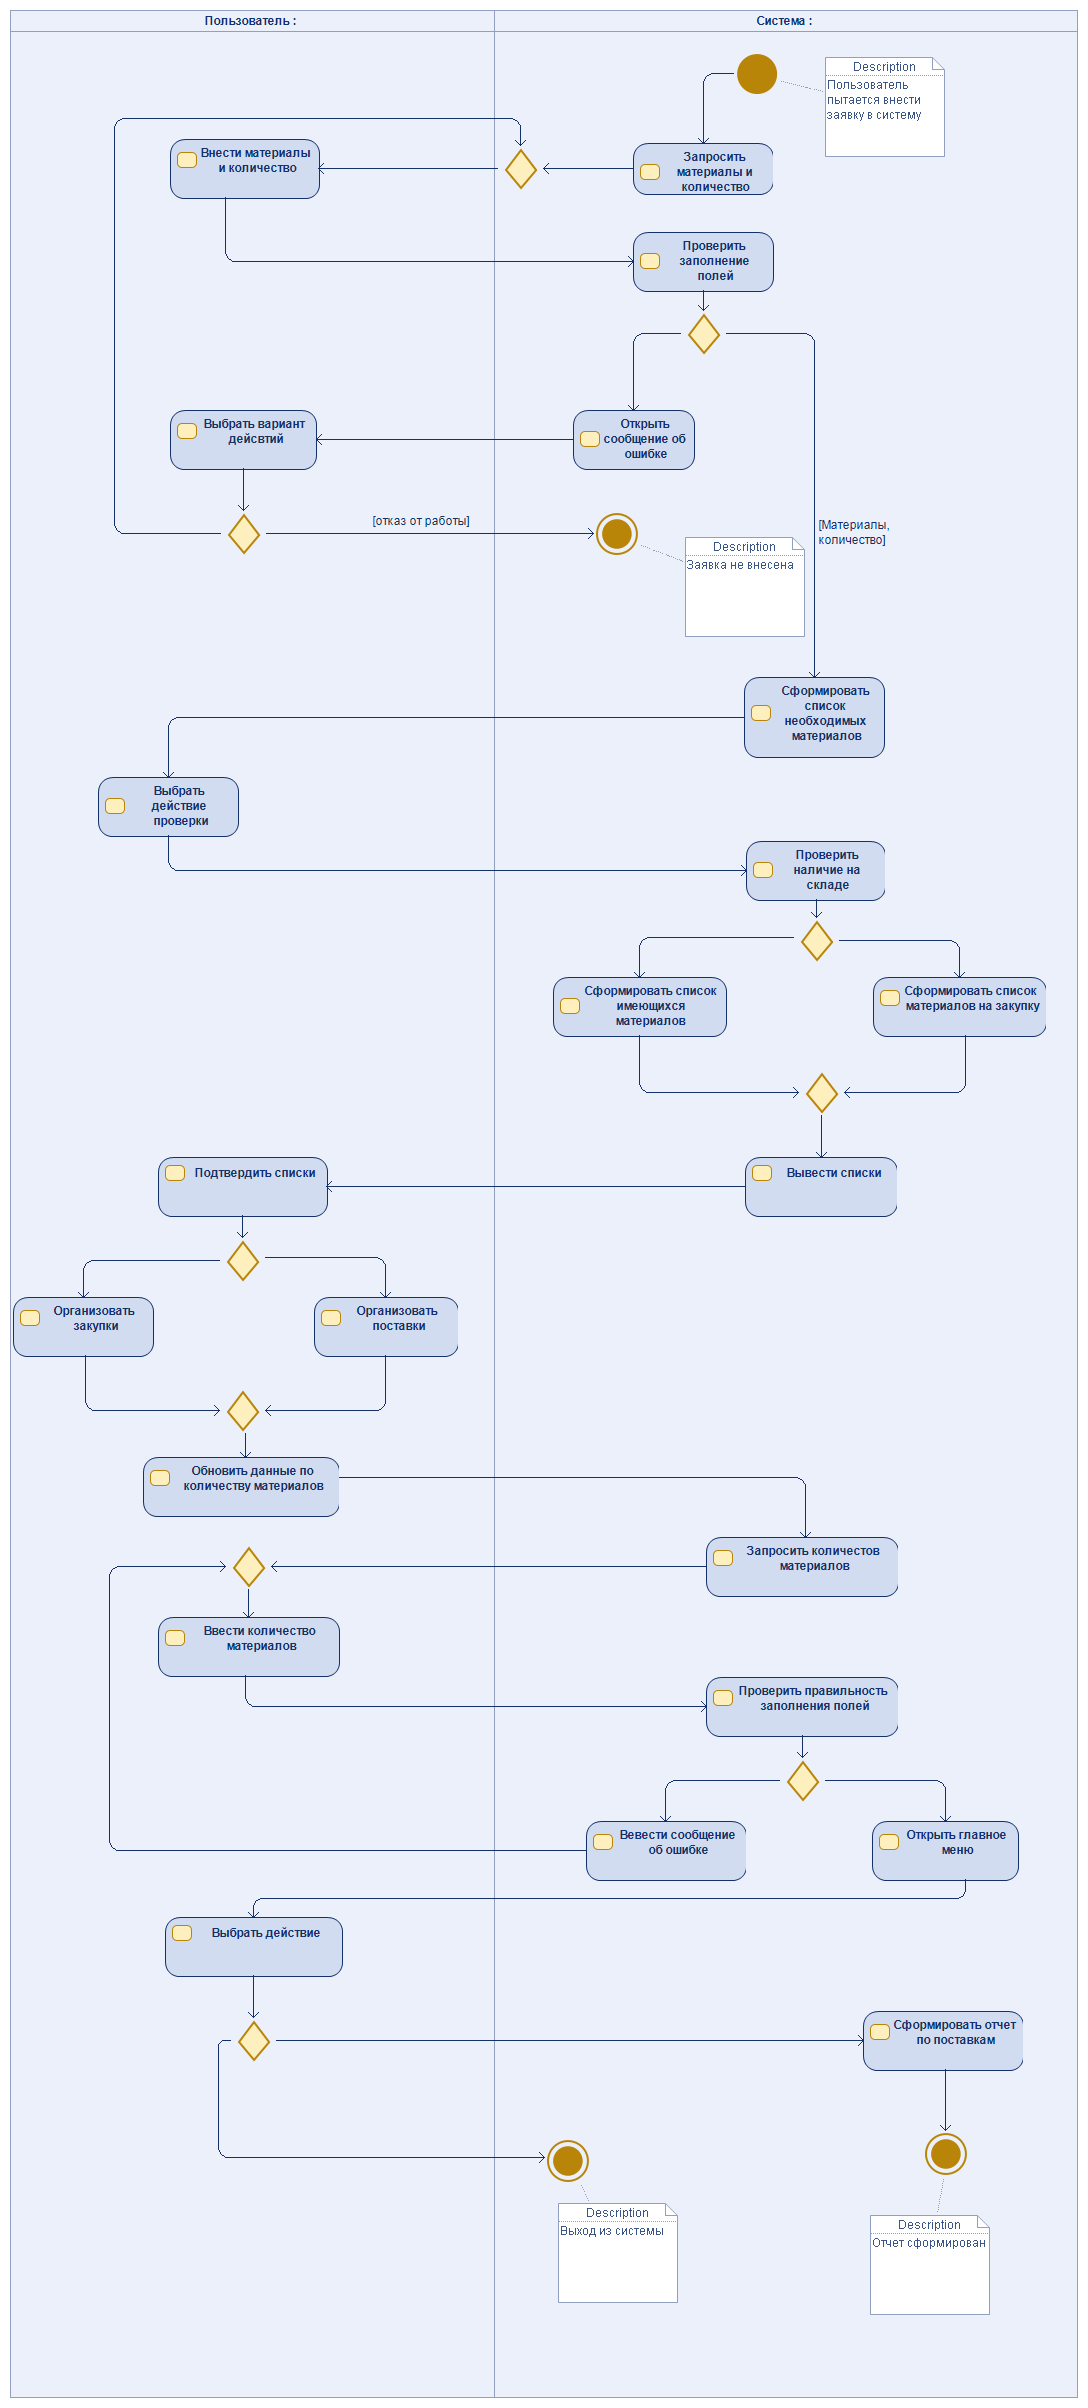 Пользователь :
Система :
Description
Пользователь
пытается внести
заявку в систему
Внести материалы
и количество
Запросить
материалы и
количество
Проверить
заполнение
полей
Выбрать вариант
дейсвтий
Открыть
сообщение об
ошибке
[отказ от работы]
[Материалы,
количество]
Description
Заявка не внесена
Сформировать
список
необходимых
материалов
Выбрать
действие
проверки
Проверить
наличие на
складе
Сформировать список
имеющихся
материалов
Сформировать список
материалов на закупку
Подтвердить списки
Вывести списки
Организовать
закупки
Организовать
поставки
Обновить данные по
количеству материалов
Запросить количестов
материалов
Ввести количество
материалов
Проверить правильность
заполнения полей
Вевести сообщение
об ошибке
Открыть главное
меню
Выбрать действие
Сформировать отчет
по поставкам
Description
Выход из системы
Description
Отчет сформирован